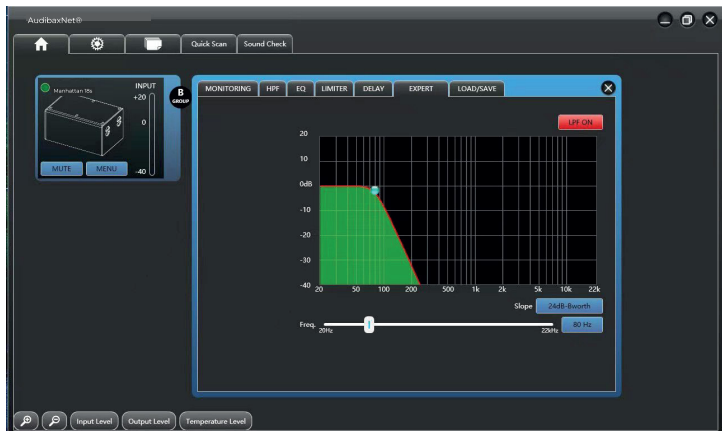 AudibaxNet®
Quick Scan Sound Check
Manhattan 18s
INPUT
+20
0
-40
MUTE MENU
B
GROUP
MONITORING HPF EQ LIMITER DELAY EXPERT LOAD/SAVE
LPF ON
20
10
0dB
-10
-20
-30
-40
20 50 100 200 500 1k 2k 5k 10k 22k
Slope 24dB-Bworth
Freq. 20Hz 22kHz 80 Hz
Input Level Output Level Temperature Level